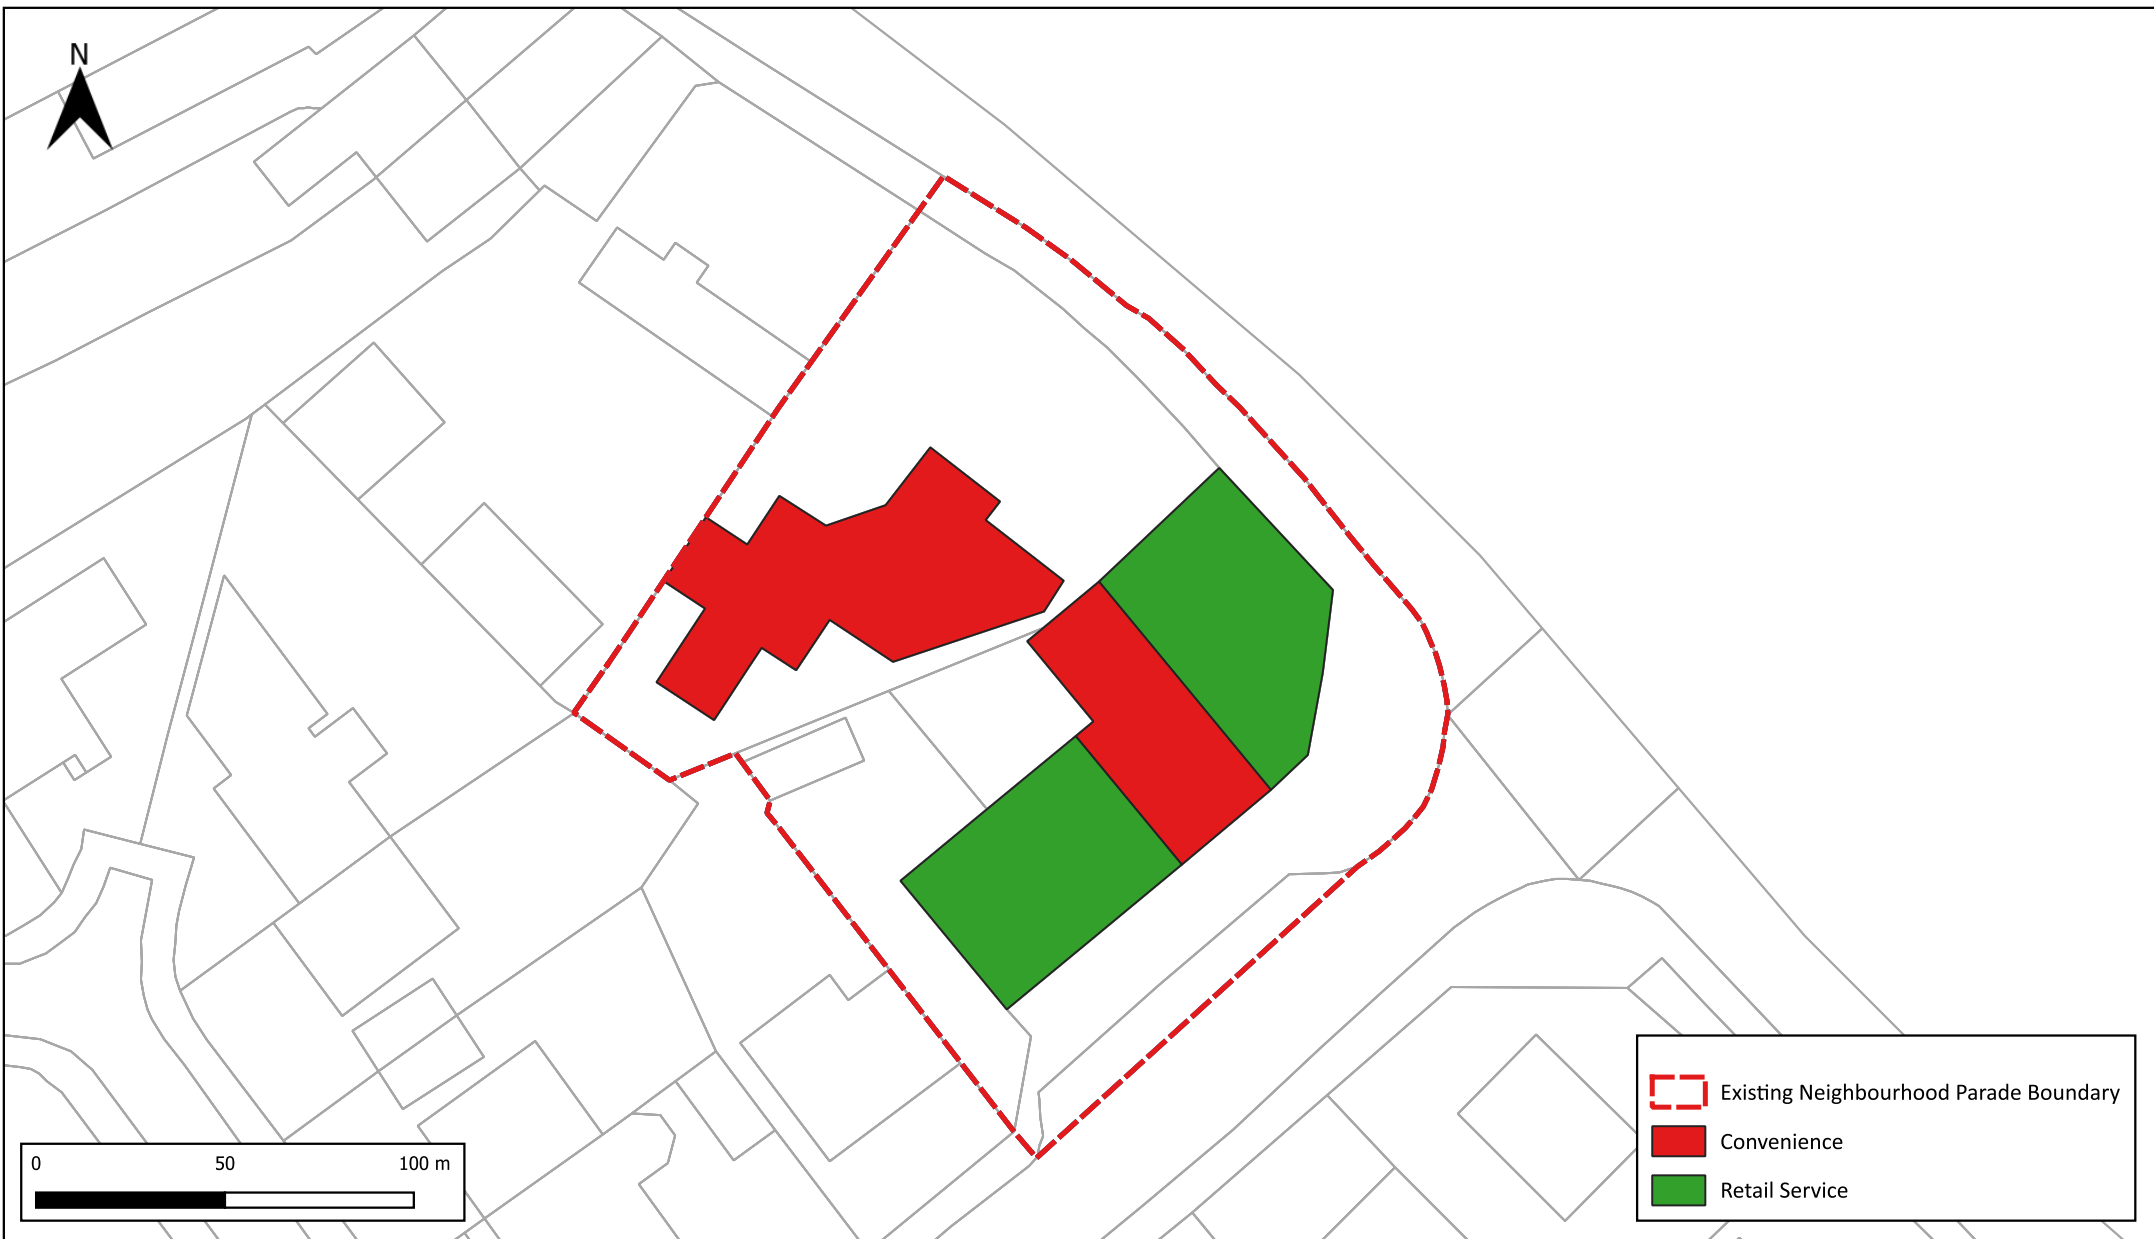 N
Existing Neighbourhood Parade Boundary
Convenience
Retail Service
0 50 100 m